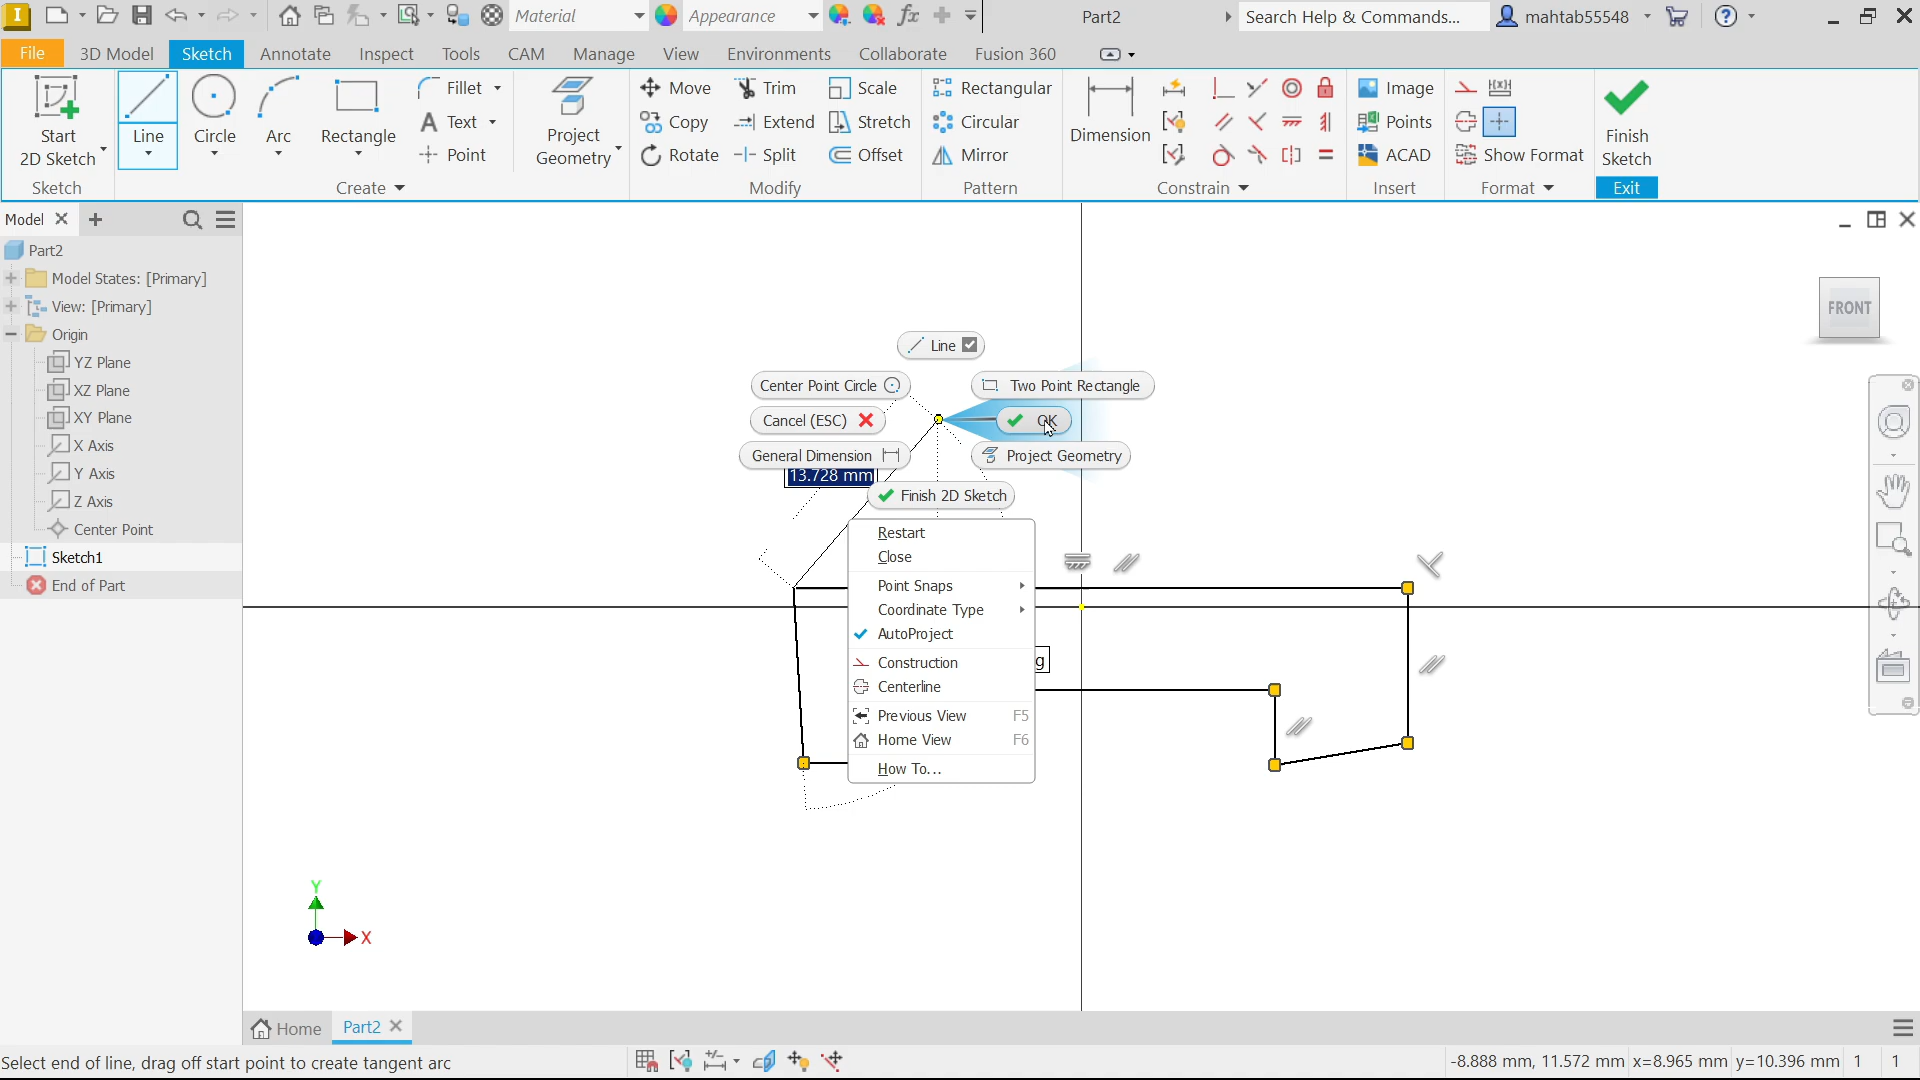 Material
Appearance
Part2
Search Help & Commands...
mahtab55548
File
3D Model
Sketch
Annotate
Inspect
Tools
CAM
Manage
View
Environments
Collaborate
Fusion 360
Start
2D Sketch
Line
Circle
Arc
Rectangle
Fillet
Text
Point
Project
Geometry
Move
Copy
Rotate
Trim
Extend
Split
Scale
Stretch
Offset
Rectangular
Circular
Mirror
Dimension
Image
Points
ACAD
Show Format
Finish
Sketch
Sketch
Create
Modify
Pattern
Constrain
Insert
Format
Exit
Model
Part2
Model States: [Primary]
View: [Primary]
Origin
YZ Plane
XZ Plane
XY Plane
X Axis
Y Axis
Z Axis
Center Point
Sketch1
End of Part
FRONT
Line
Center Point Circle
Two Point Rectangle
Cancel (ESC)
OK
General Dimension
Project Geometry
13.728 mm
Finish 2D Sketch
Restart
Close
Point Snaps
Coordinate Type
AutoProject
Construction
g
Centerline
Previous View F5
Home View F6
How To...
Y
X
Home
Part2
Select end of line, drag off start point to create tangent arc
-8.888 mm, 11.572 mm
x=8.965 mm
y=10.396 mm
1
1